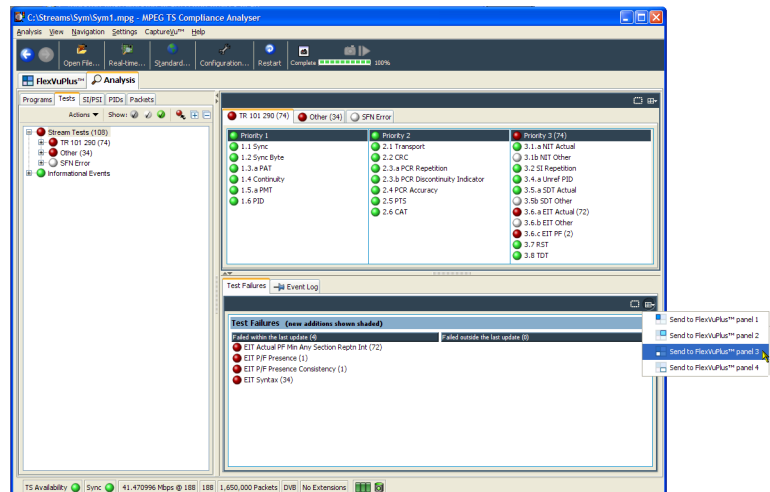 C:\Streams\Sym\Sym1.mpg - MPEG TS Compliance Analyser
Analysis View Navigation Settings CaptureVu™ Help
Open File... Real-time... Standard... Configuration... Restart Complete 100%
FlexVuPlus™ Analysis
Programs Tests SI/PSI PIDs Packets
Actions Show:
Stream Tests (108)
TR 101 290 (74)
Other (34)
SFN Error
Informational Events
TR 101 290 (74) Other (34) SFN Error
Priority 1
1.1 Sync
1.2 Sync Byte
1.3.a PAT
1.4 Continuity
1.5.a PMT
1.6 PID
Priority 2
2.1 Transport
2.2 CRC
2.3.a PCR Repetition
2.3.b PCR Discontinuity Indicator
2.4 PCR Accuracy
2.5 PTS
2.6 CAT
Priority 3 (74)
3.1.a NIT Actual
3.1b NIT Other
3.2 SI Repetition
3.4.a Unref PID
3.5.a SDT Actual
3.5b SDT Other
3.6.a EIT Actual (72)
3.6.b EIT Other
3.6.c EIT PF (2)
3.7 RST
3.8 TDT
Test Failures Event Log
Test Failures (new additions shown shaded)
Failed within the last update (4) Failed outside the last update (0)
EIT Actual PF Min Any Section Reptn Int (72)
EIT P/F Presence (1)
EIT P/F Presence Consistency (1)
EIT Syntax (34)
Send to FlexVuPlus™ panel 1
Send to FlexVuPlus™ panel 2
Send to FlexVuPlus™ panel 3
Send to FlexVuPlus™ panel 4
TS Availability Sync 41.470996 Mbps @ 188 188 1,650,000 Packets DVB No Extensions